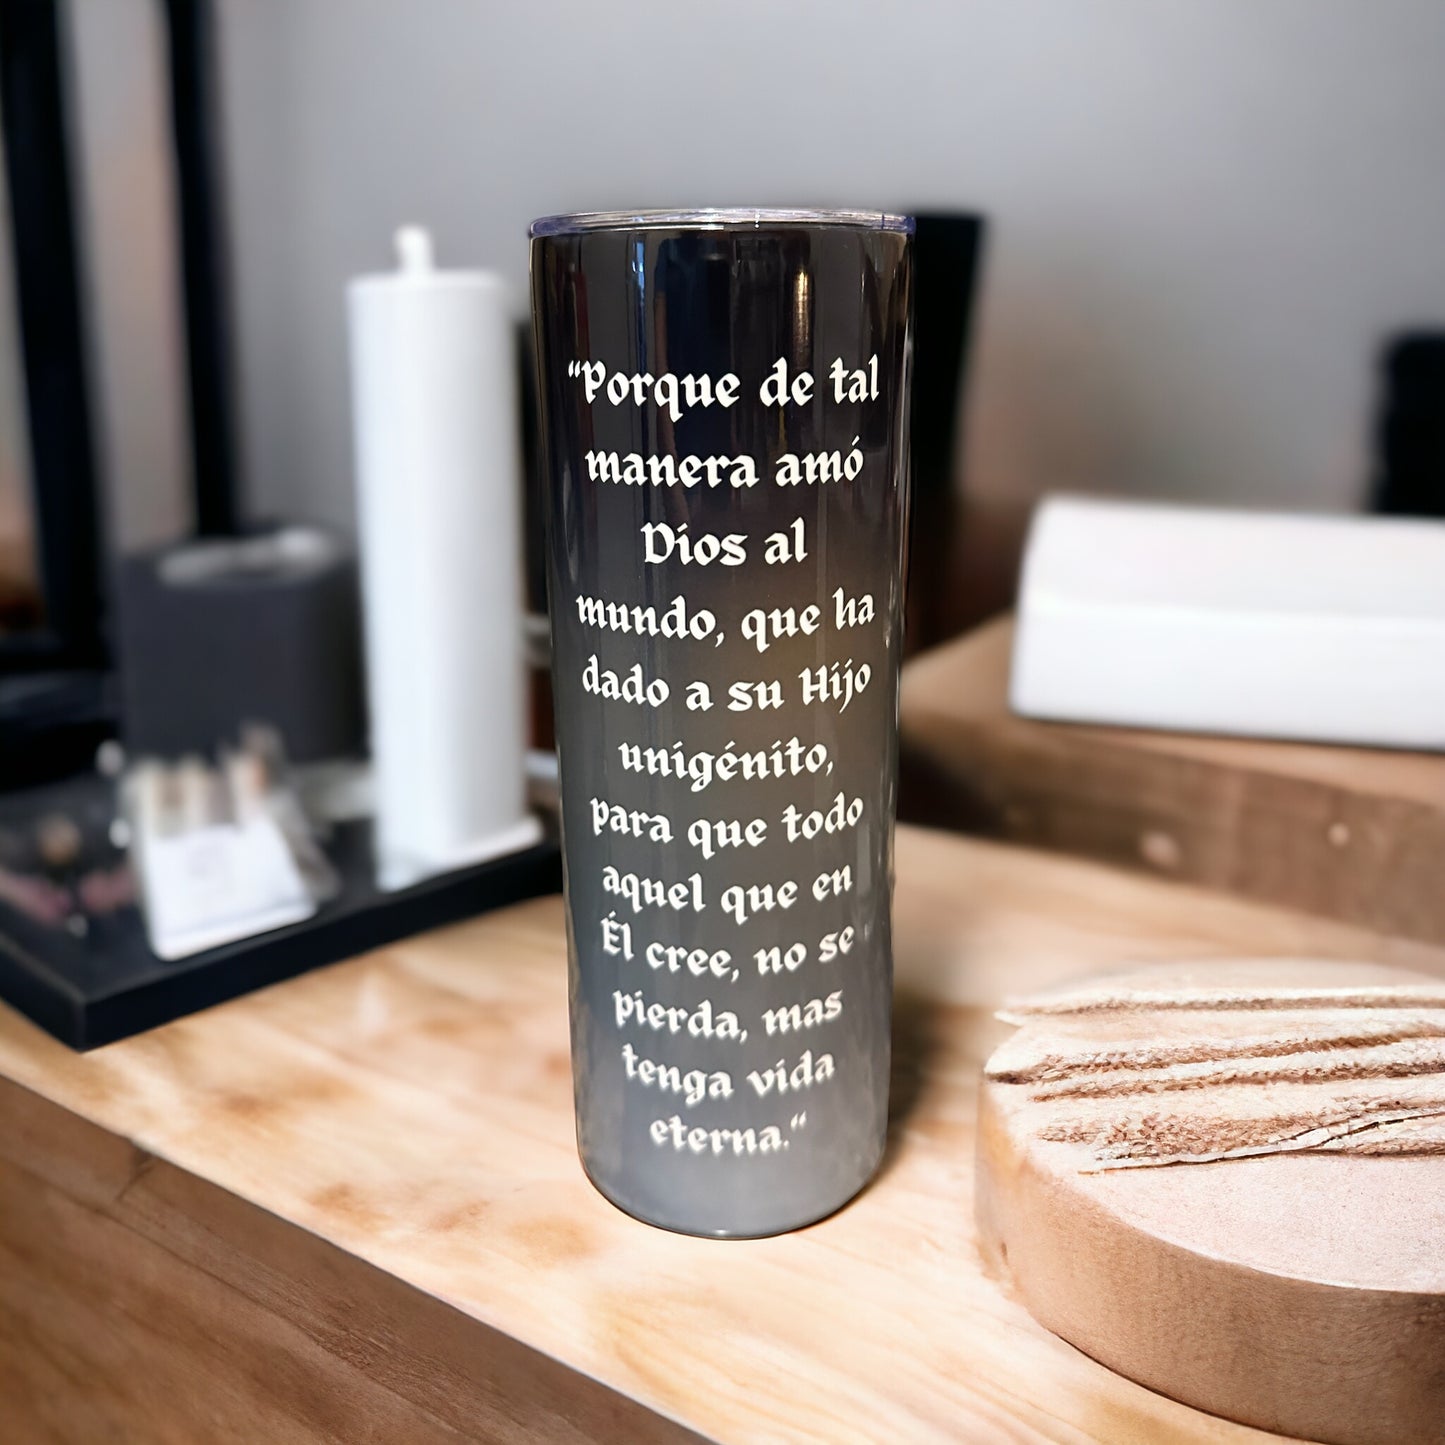 “Porque de tal
manera amó
Dios al
mundo, que ha
dado a su Hijo
unigénito,
para que todo
aquel que en
Él cree, no se
pierda, mas
tenga vida
eterna.“